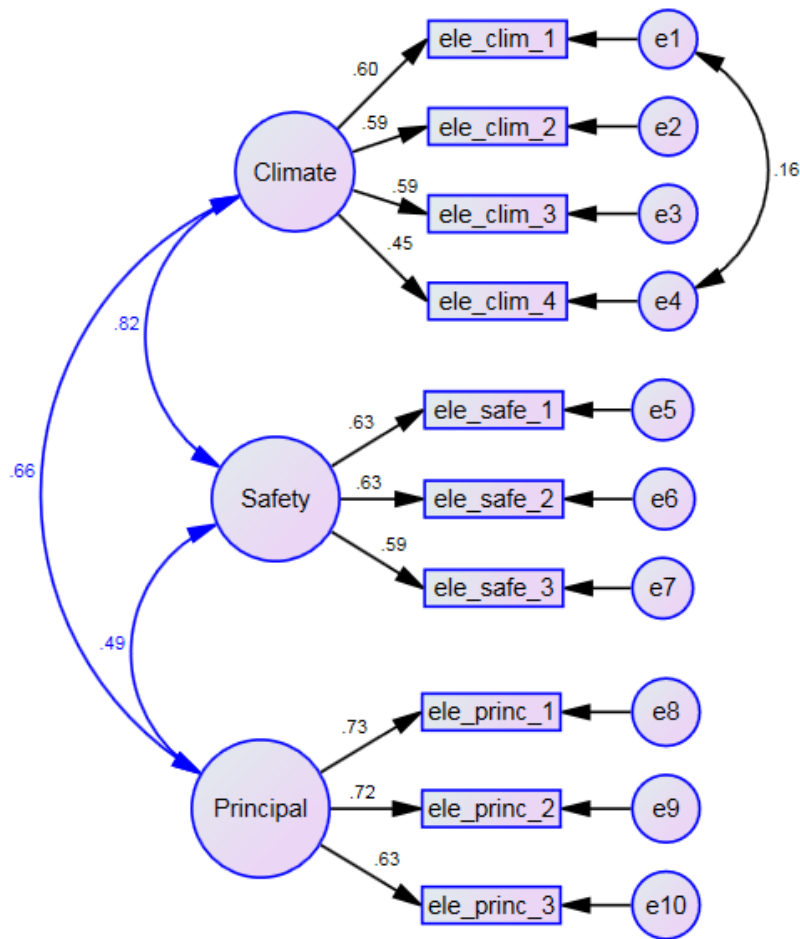 ele_clim_1
e1
.60
ele_clim_2
e2
.59
Climate
.16
ele_clim_3
e3
.59
.45
ele_clim_4
e4
.82
ele_safe_1
e5
.63
.66
Safety
.63
ele_safe_2
e6
.59
ele_safe_3
e7
.49
ele_princ_1
e8
.73
Principal
.72
ele_princ_2
e9
.63
ele_princ_3
e10